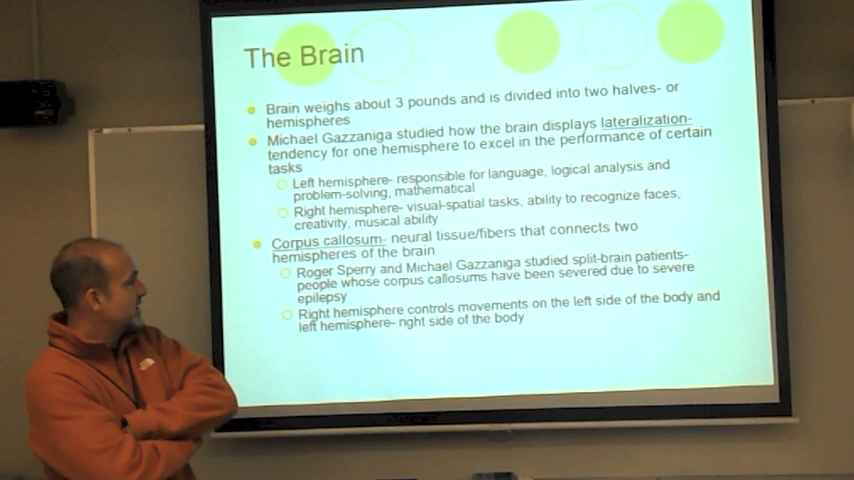 The Brain
Brain weighs about 3 pounds and is divided into two halves- or
hemispheres
Michael Gazzaniga studied how the brain displays lateralization-
tendency for one hemisphere to excel in the performance of certain
tasks
Left hemisphere- responsible for language, logical analysis and
problem-solving, mathematical
Right hemisphere- visual-spatial tasks, ability to recognize faces,
creativity, musical ability
Corpus callosum- neural tissue/fibers that connects two
hemispheres of the brain
Roger Sperry and Michael Gazzaniga studied split-brain patients-
people whose corpus callosums have been severed due to severe
epilepsy
Right hemisphere controls movements on the left side of the body and
left hemisphere- right side of the body